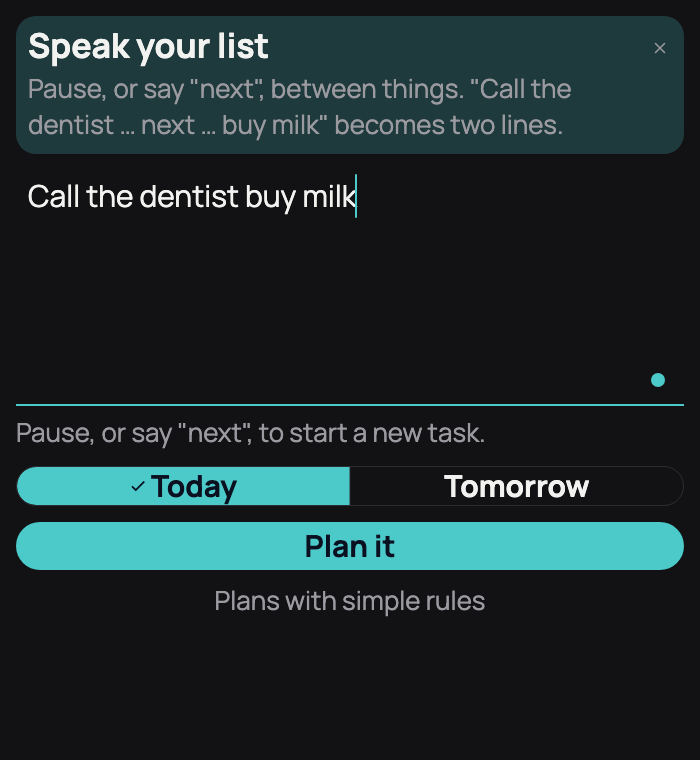 Speak your list
Pause, or say "next", between things. "Call the
dentist … next … buy milk" becomes two lines.
Call the dentist buy milk
Pause, or say "next", to start a new task.
Today
Tomorrow
Plan it
Plans with simple rules